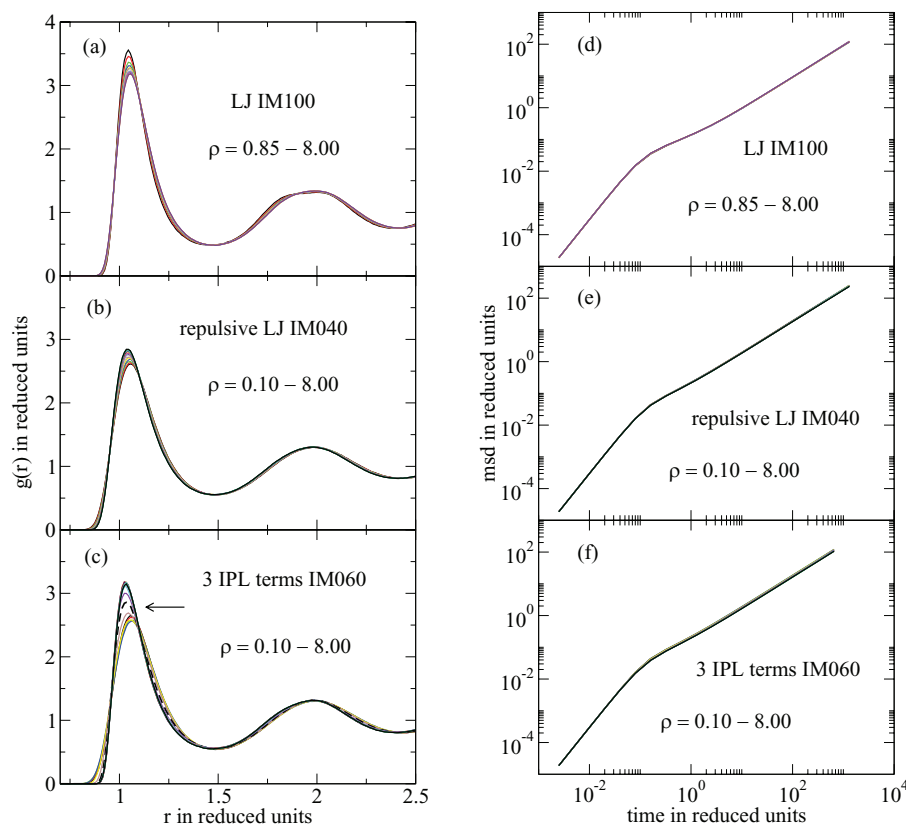 (a)
LJ IM100
ρ = 0.85 – 8.00
4
3
2
1
0
(b)
repulsive LJ IM040
ρ = 0.10 – 8.00
3
2
1
0
(c)
3 IPL terms IM060
ρ = 0.10 – 8.00
3
2
1
0
g(r) in reduced units
1
1.5
2
2.5
r in reduced units
(d)
LJ IM100
ρ = 0.85 – 8.00
10^2
10^0
10^-2
10^-4
(e)
repulsive LJ IM040
ρ = 0.10 – 8.00
10^2
10^0
10^-2
10^-4
(f)
3 IPL terms IM060
ρ = 0.10 – 8.00
10^2
10^0
10^-2
10^-4
msd in reduced units
10^-2
10^0
10^2
10^4
time in reduced units